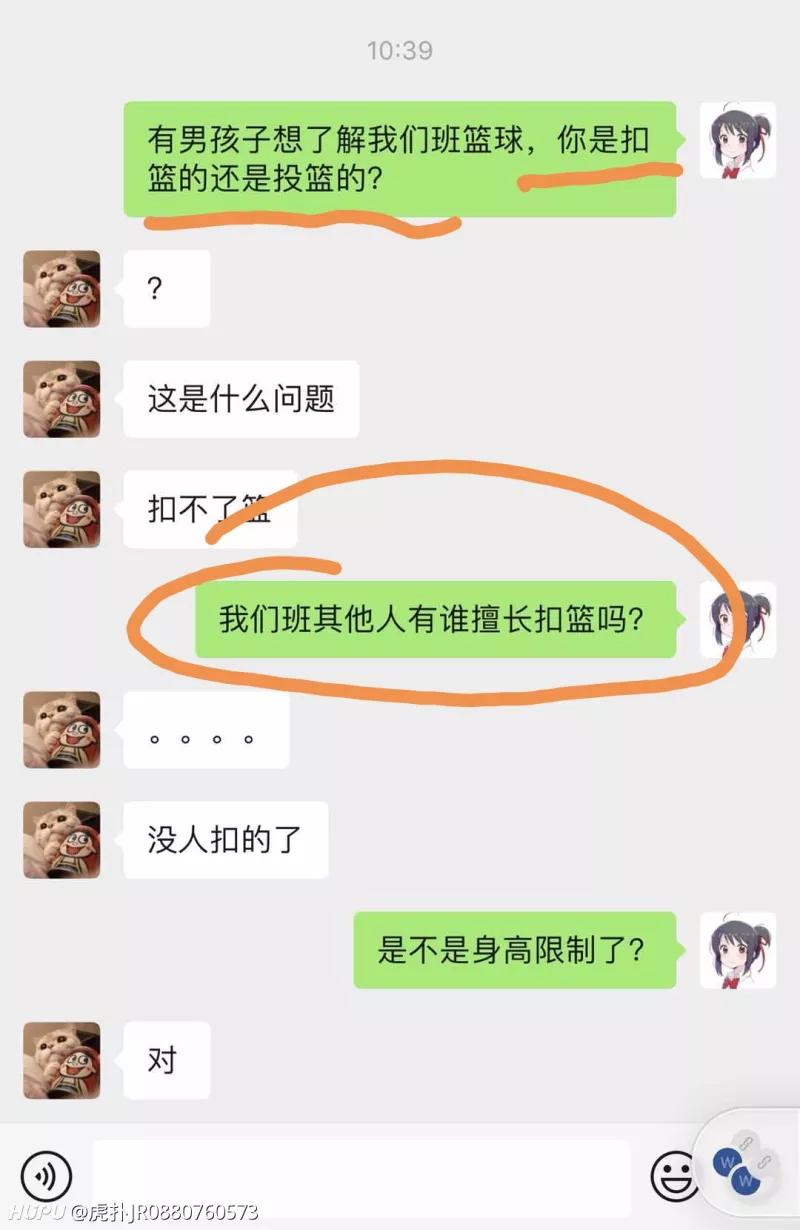 10:39
有男孩子想了解我们班篮球，你是扣
篮的还是投篮的？
？
这是什么问题
扣不了篮
我们班其他人有谁擅长扣篮吗？
。。。。
没人扣的了
是不是身高限制了？
对
W
W
HUPU @虎扑JR0880760573